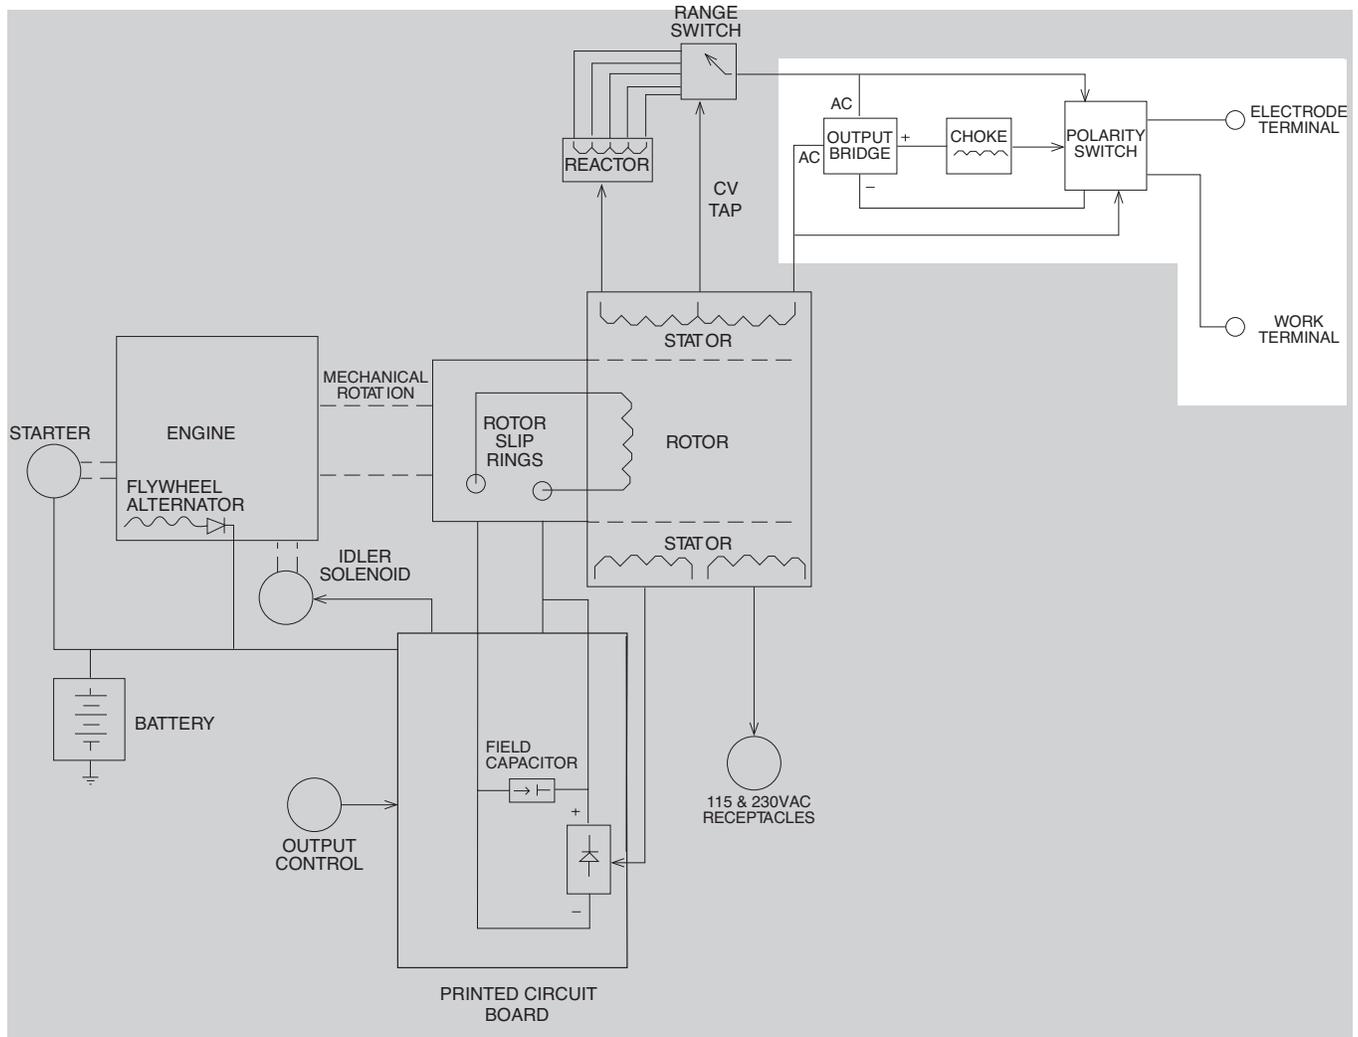 RANGE
SWITCH
AC
OUTPUT
BRIDGE
AC
+
−
CHOKE
POLARITY
SWITCH
ELECTRODE
TERMINAL
REACTOR
CV
TAP
WORK
TERMINAL
STATOR
MECHANICAL
ROTATION
STARTER
ENGINE
ROTOR
SLIP
RINGS
ROTOR
FLYWHEEL
ALTERNATOR
STATOR
IDLER
SOLENOID
BATTERY
FIELD
CAPACITOR
+
−
115 & 230VAC
RECEPTACLES
OUTPUT
CONTROL
PRINTED CIRCUIT
BOARD